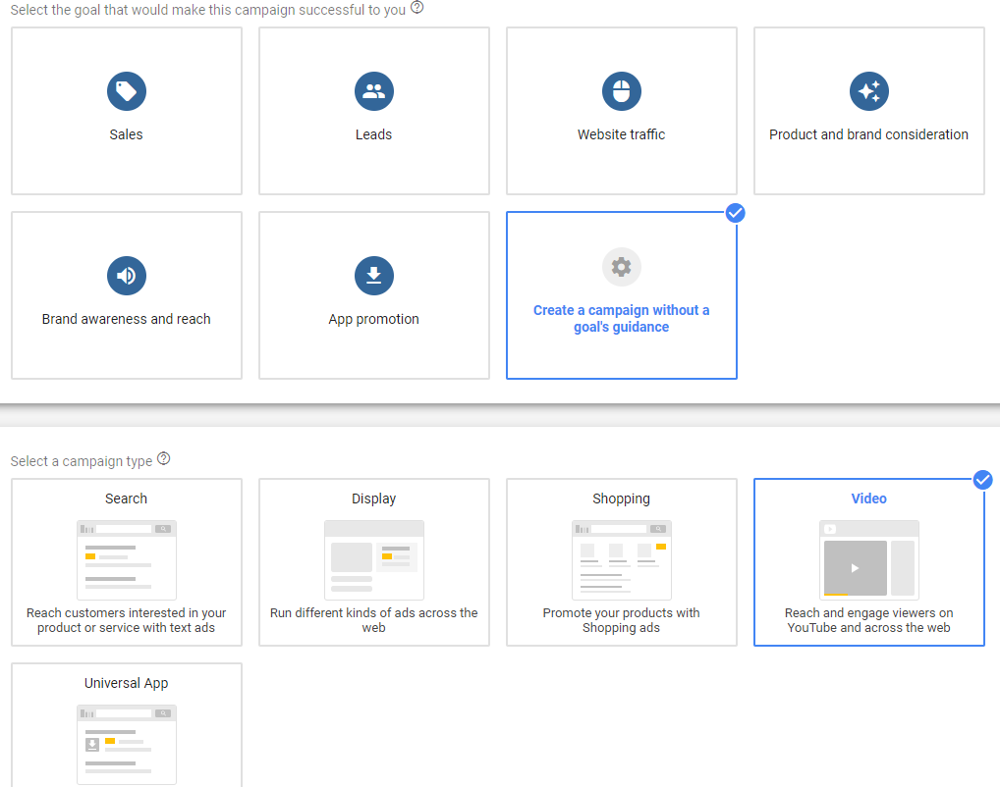 Select the goal that would make this campaign successful to you
Sales
Leads
Website traffic
Product and brand consideration
Brand awareness and reach
App promotion
Create a campaign without a
goal's guidance
Select a campaign type
Search
Reach customers interested in your
product or service with text ads
Display
Run different kinds of ads across the
web
Shopping
Promote your products with
Shopping ads
Video
Reach and engage viewers on
YouTube and across the web
Universal App